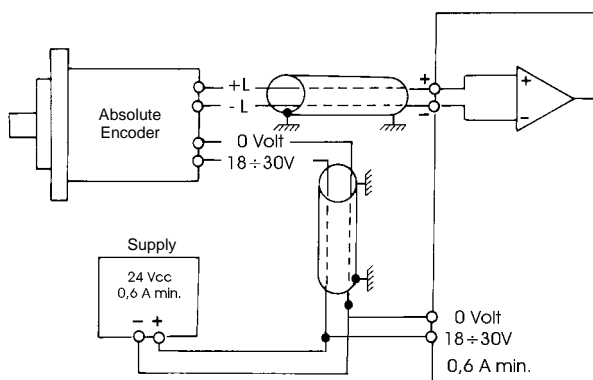 +L
- L
Absolute
Encoder
0 Volt
18÷30V
+
−
+
−
Supply
24 Vcc
0,6 A min.
− +
0 Volt
18÷30V
0,6 A min.